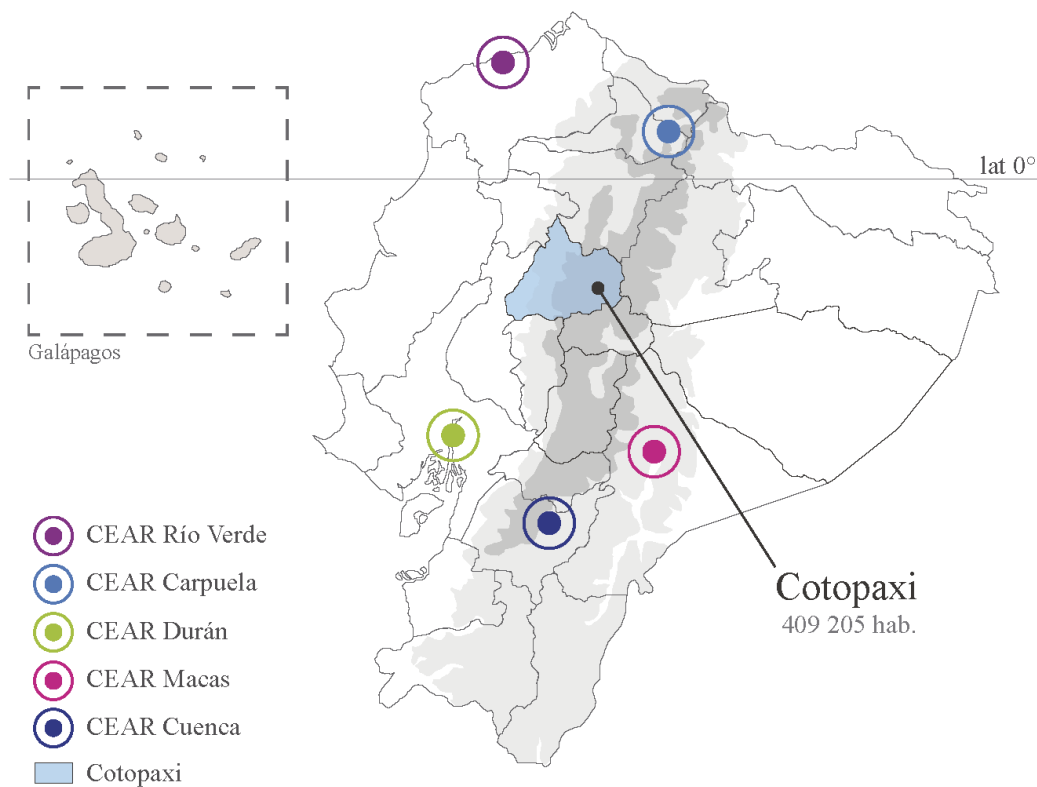 lat 0°
Galápagos
CEAR Río Verde
CEAR Carpuela
CEAR Durán
CEAR Macas
CEAR Cuenca
Cotopaxi
Cotopaxi
409 205 hab.